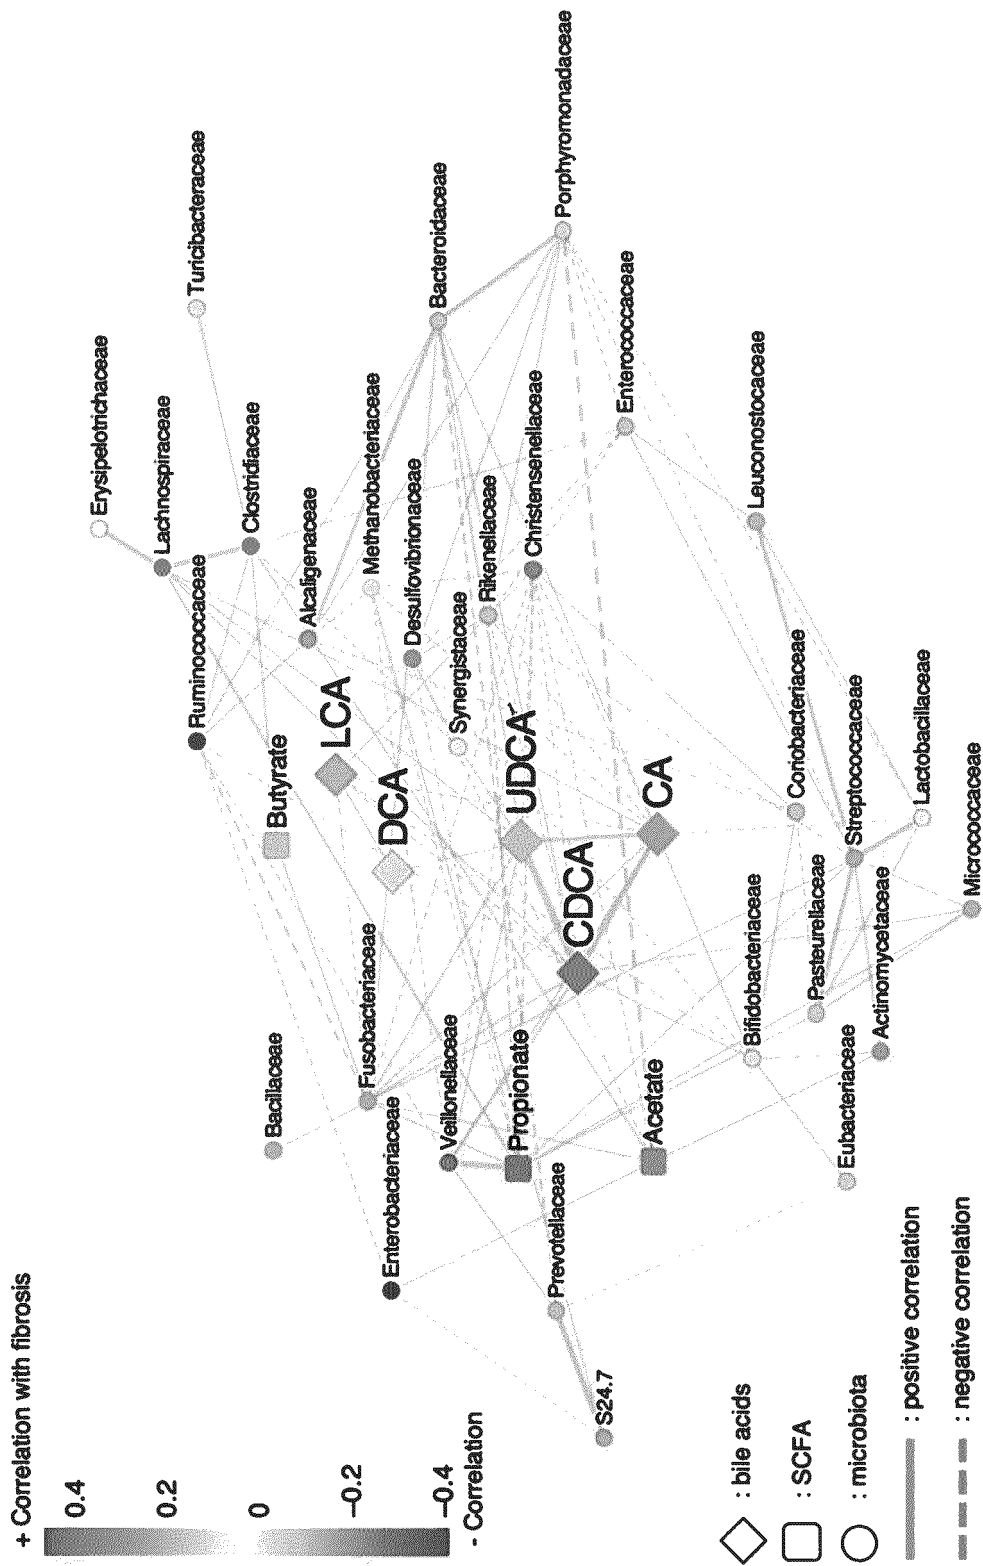 + Correlation with fibrosis
0.4
0.2
0
-0.2
-0.4
- Correlation
Erysipelotrichaceae
Lachnospiraceae
Turicibacteraceae
Ruminococcaceae
Clostridiaceae
Bacillaceae
Butyrate
Alcaligenaceae
LCA
Fusobacteriaceae
Methanobacteriaceae
DCA
Enterobacteriaceae
Desulfovibrionaceae
Bacteroidaceae
Veillonellaceae
Synergistaceae
Rikenellaceae
Propionate
UDCA
Christensenellaceae
Prevotellaceae
Porphyromonadaceae
CDCA
S24.7
Enterococcaceae
Acetate
CA
Bifidobacteriaceae
Leuconostocaceae
Coriobacteriaceae
Pasteurellaceae
Eubacteriaceae
Streptococcaceae
Actinomycetaceae
Lactobacillaceae
Micrococcaceae
: bile acids
: SCFA
: microbiota
: positive correlation
: negative correlation